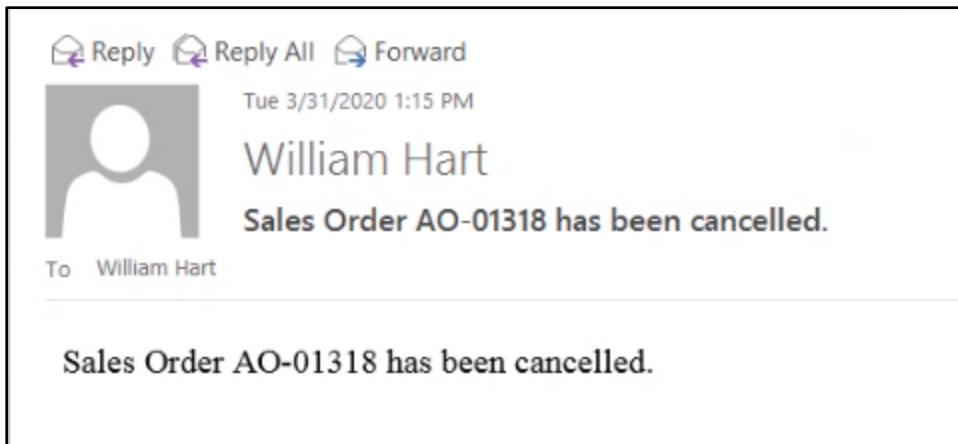 Reply Reply All Forward
Tue 3/31/2020 1:15 PM
William Hart
Sales Order AO-01318 has been cancelled.
To William Hart
Sales Order AO-01318 has been cancelled.